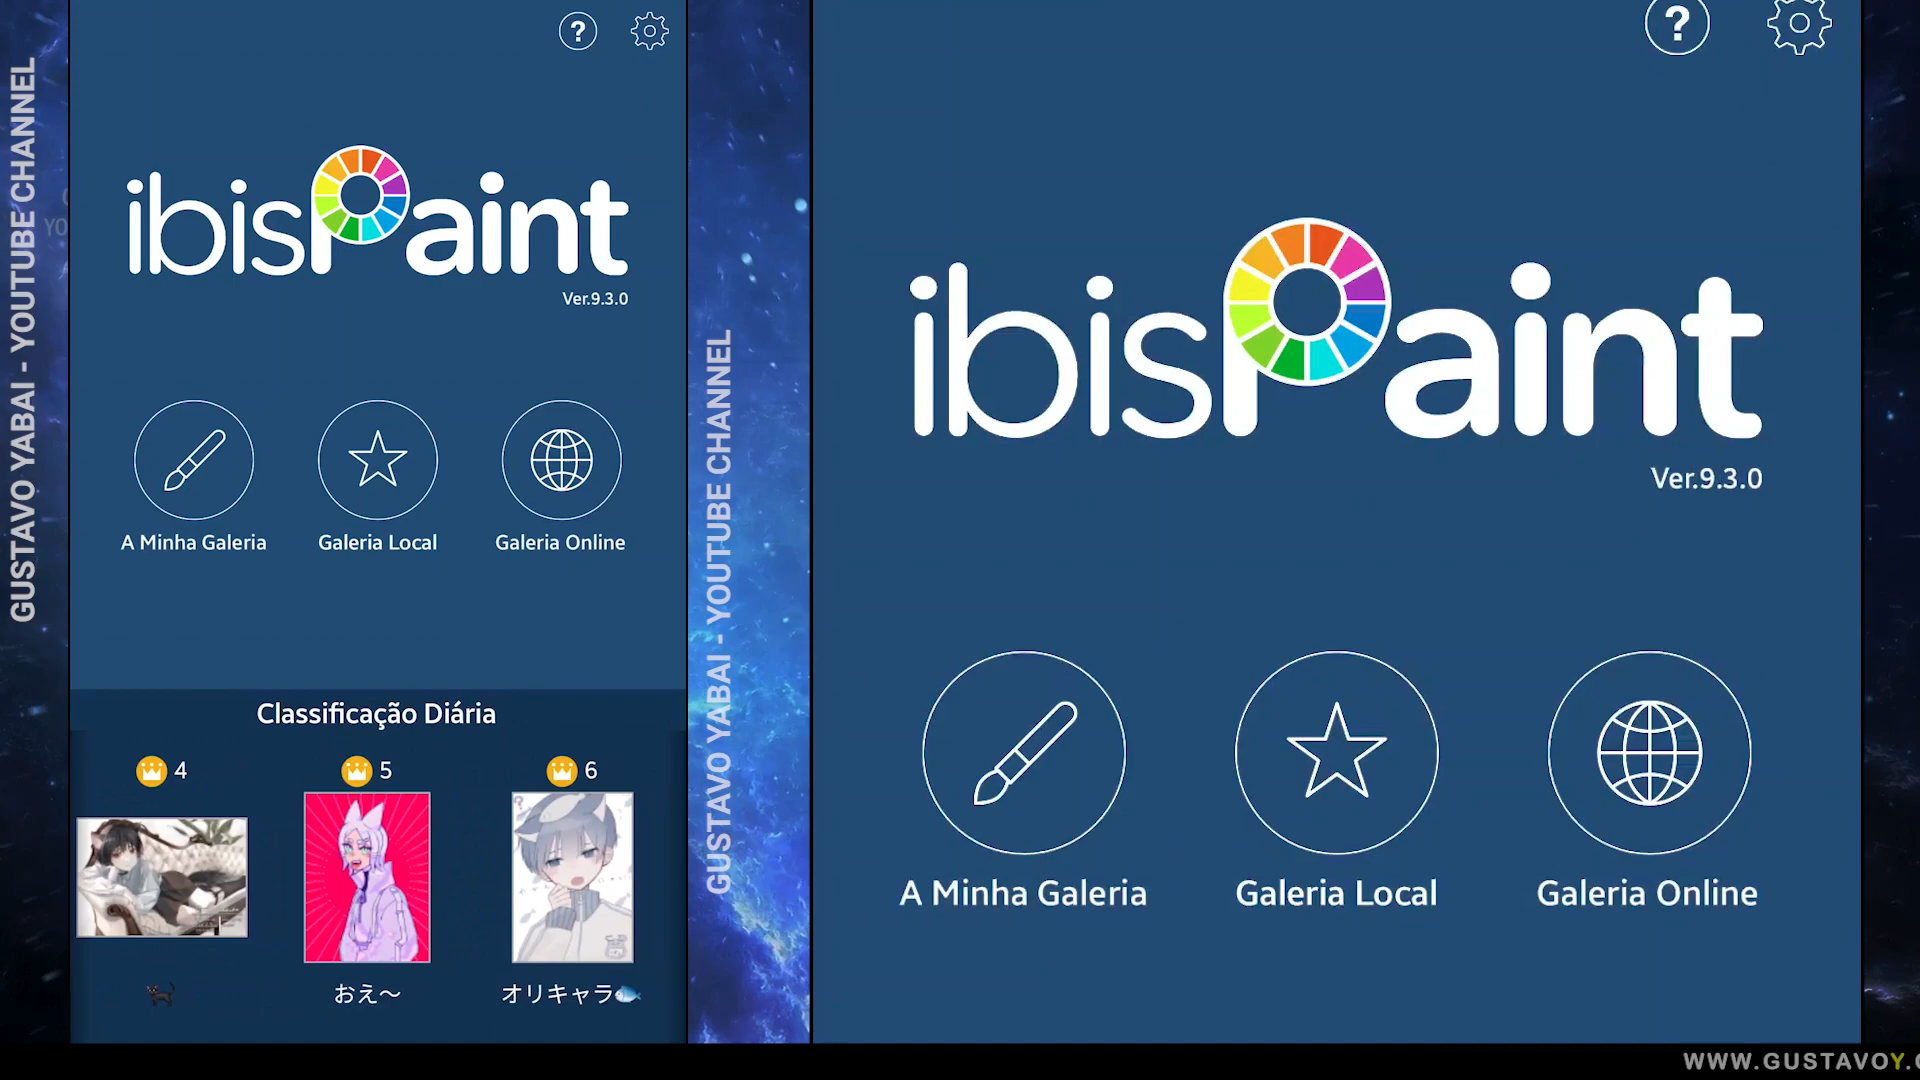 GUSTAVO YABAI - YOUTUBE CHANNEL
?
ibisPaint
Ver.9.3.0
A Minha Galeria
Galeria Local
Galeria Online
Classificação Diária
4
5
6
🐈‍⬛
おえ〜
オリキャラ🐟
GUSTAVO YABAI - YOUTUBE CHANNEL
?
ibisPaint
Ver.9.3.0
A Minha Galeria
Galeria Local
Galeria Online
WWW.GUSTAVOY.